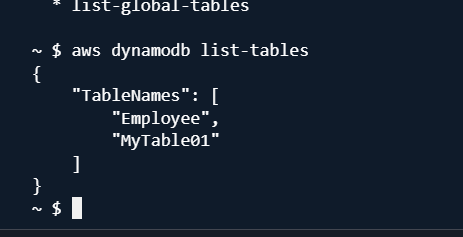 * list-global-tables
~ $ aws dynamodb list-tables
{
    "TableNames": [
        "Employee",
        "MyTable01"
    ]
}
~ $